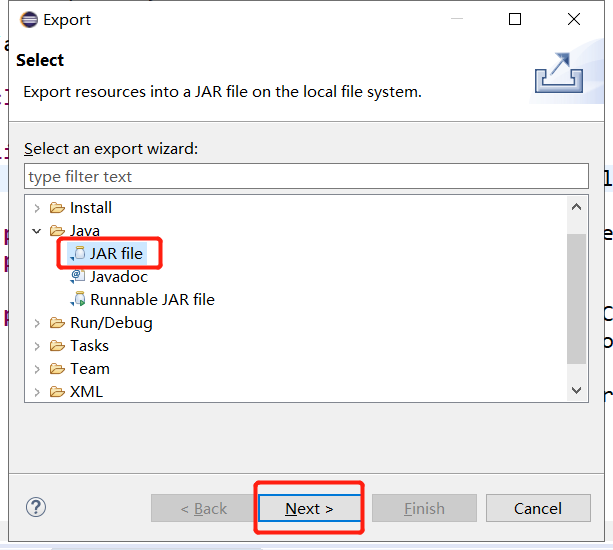 Export
Select
Export resources into a JAR file on the local file system.
Select an export wizard:
type filter text
Install
Java
JAR file
Javadoc
Runnable JAR file
Run/Debug
Tasks
Team
XML
< Back
Next >
Finish
Cancel